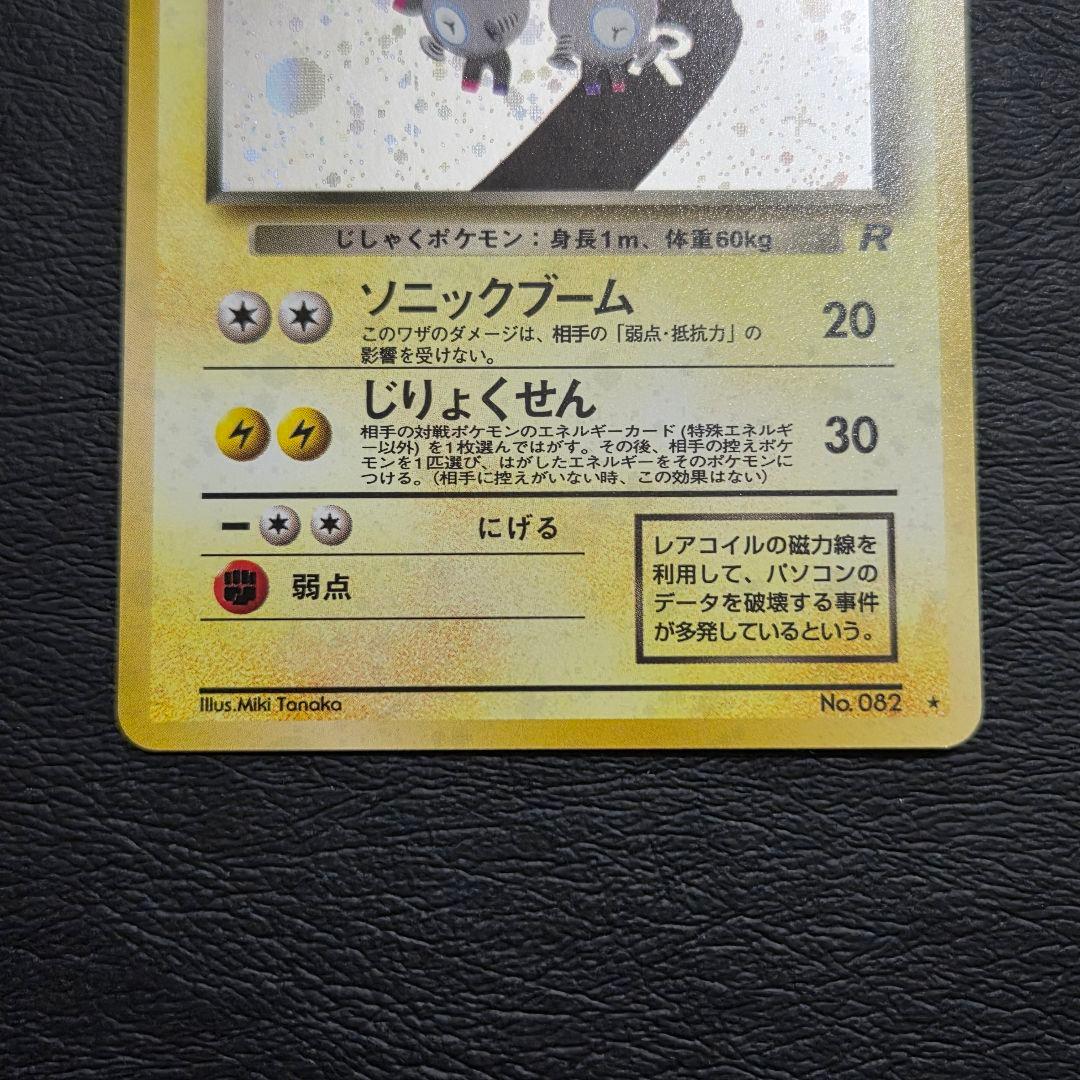 R
じしゃくポケモン：身長1m、体重60kg R
ソニックブーム 20
このワザのダメージは、相手の「弱点・抵抗力」の
影響を受けない。
じりょくせん 30
相手の対戦ポケモンのエネルギーカード(特殊エネルギ
ー以外) を1枚選んではがす。その後、相手の控えポケ
モンを1匹選び、はがしたエネルギーをそのポケモンに
つける。(相手に控えがいない時、この効果はない)
にげる
弱点
レアコイルの磁力線を
利用して、パソコンの
データを破壊する事件
が多発しているという。
Illus.Miki Tanaka
No. 082 ★